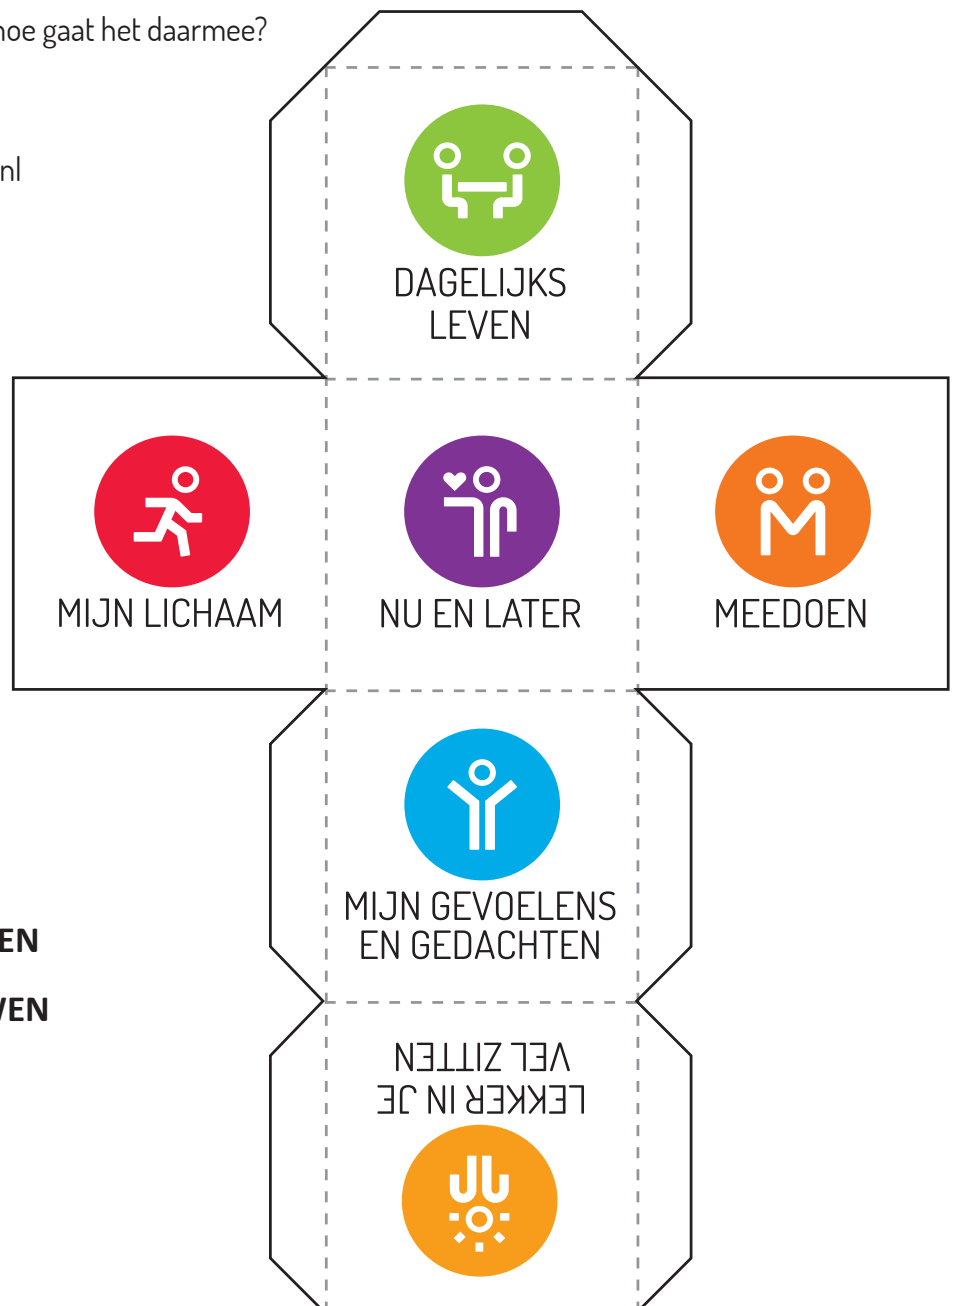 hoe gaat het daarmee?
nl
DAGELIJKS
LEVEN
MIJN LICHAAM
NU EN LATER
MEEDOEN
MIJN GEVOELENS
EN GEDACHTEN
EN
VEN
LEKKER IN JE
VEL ZITTEN